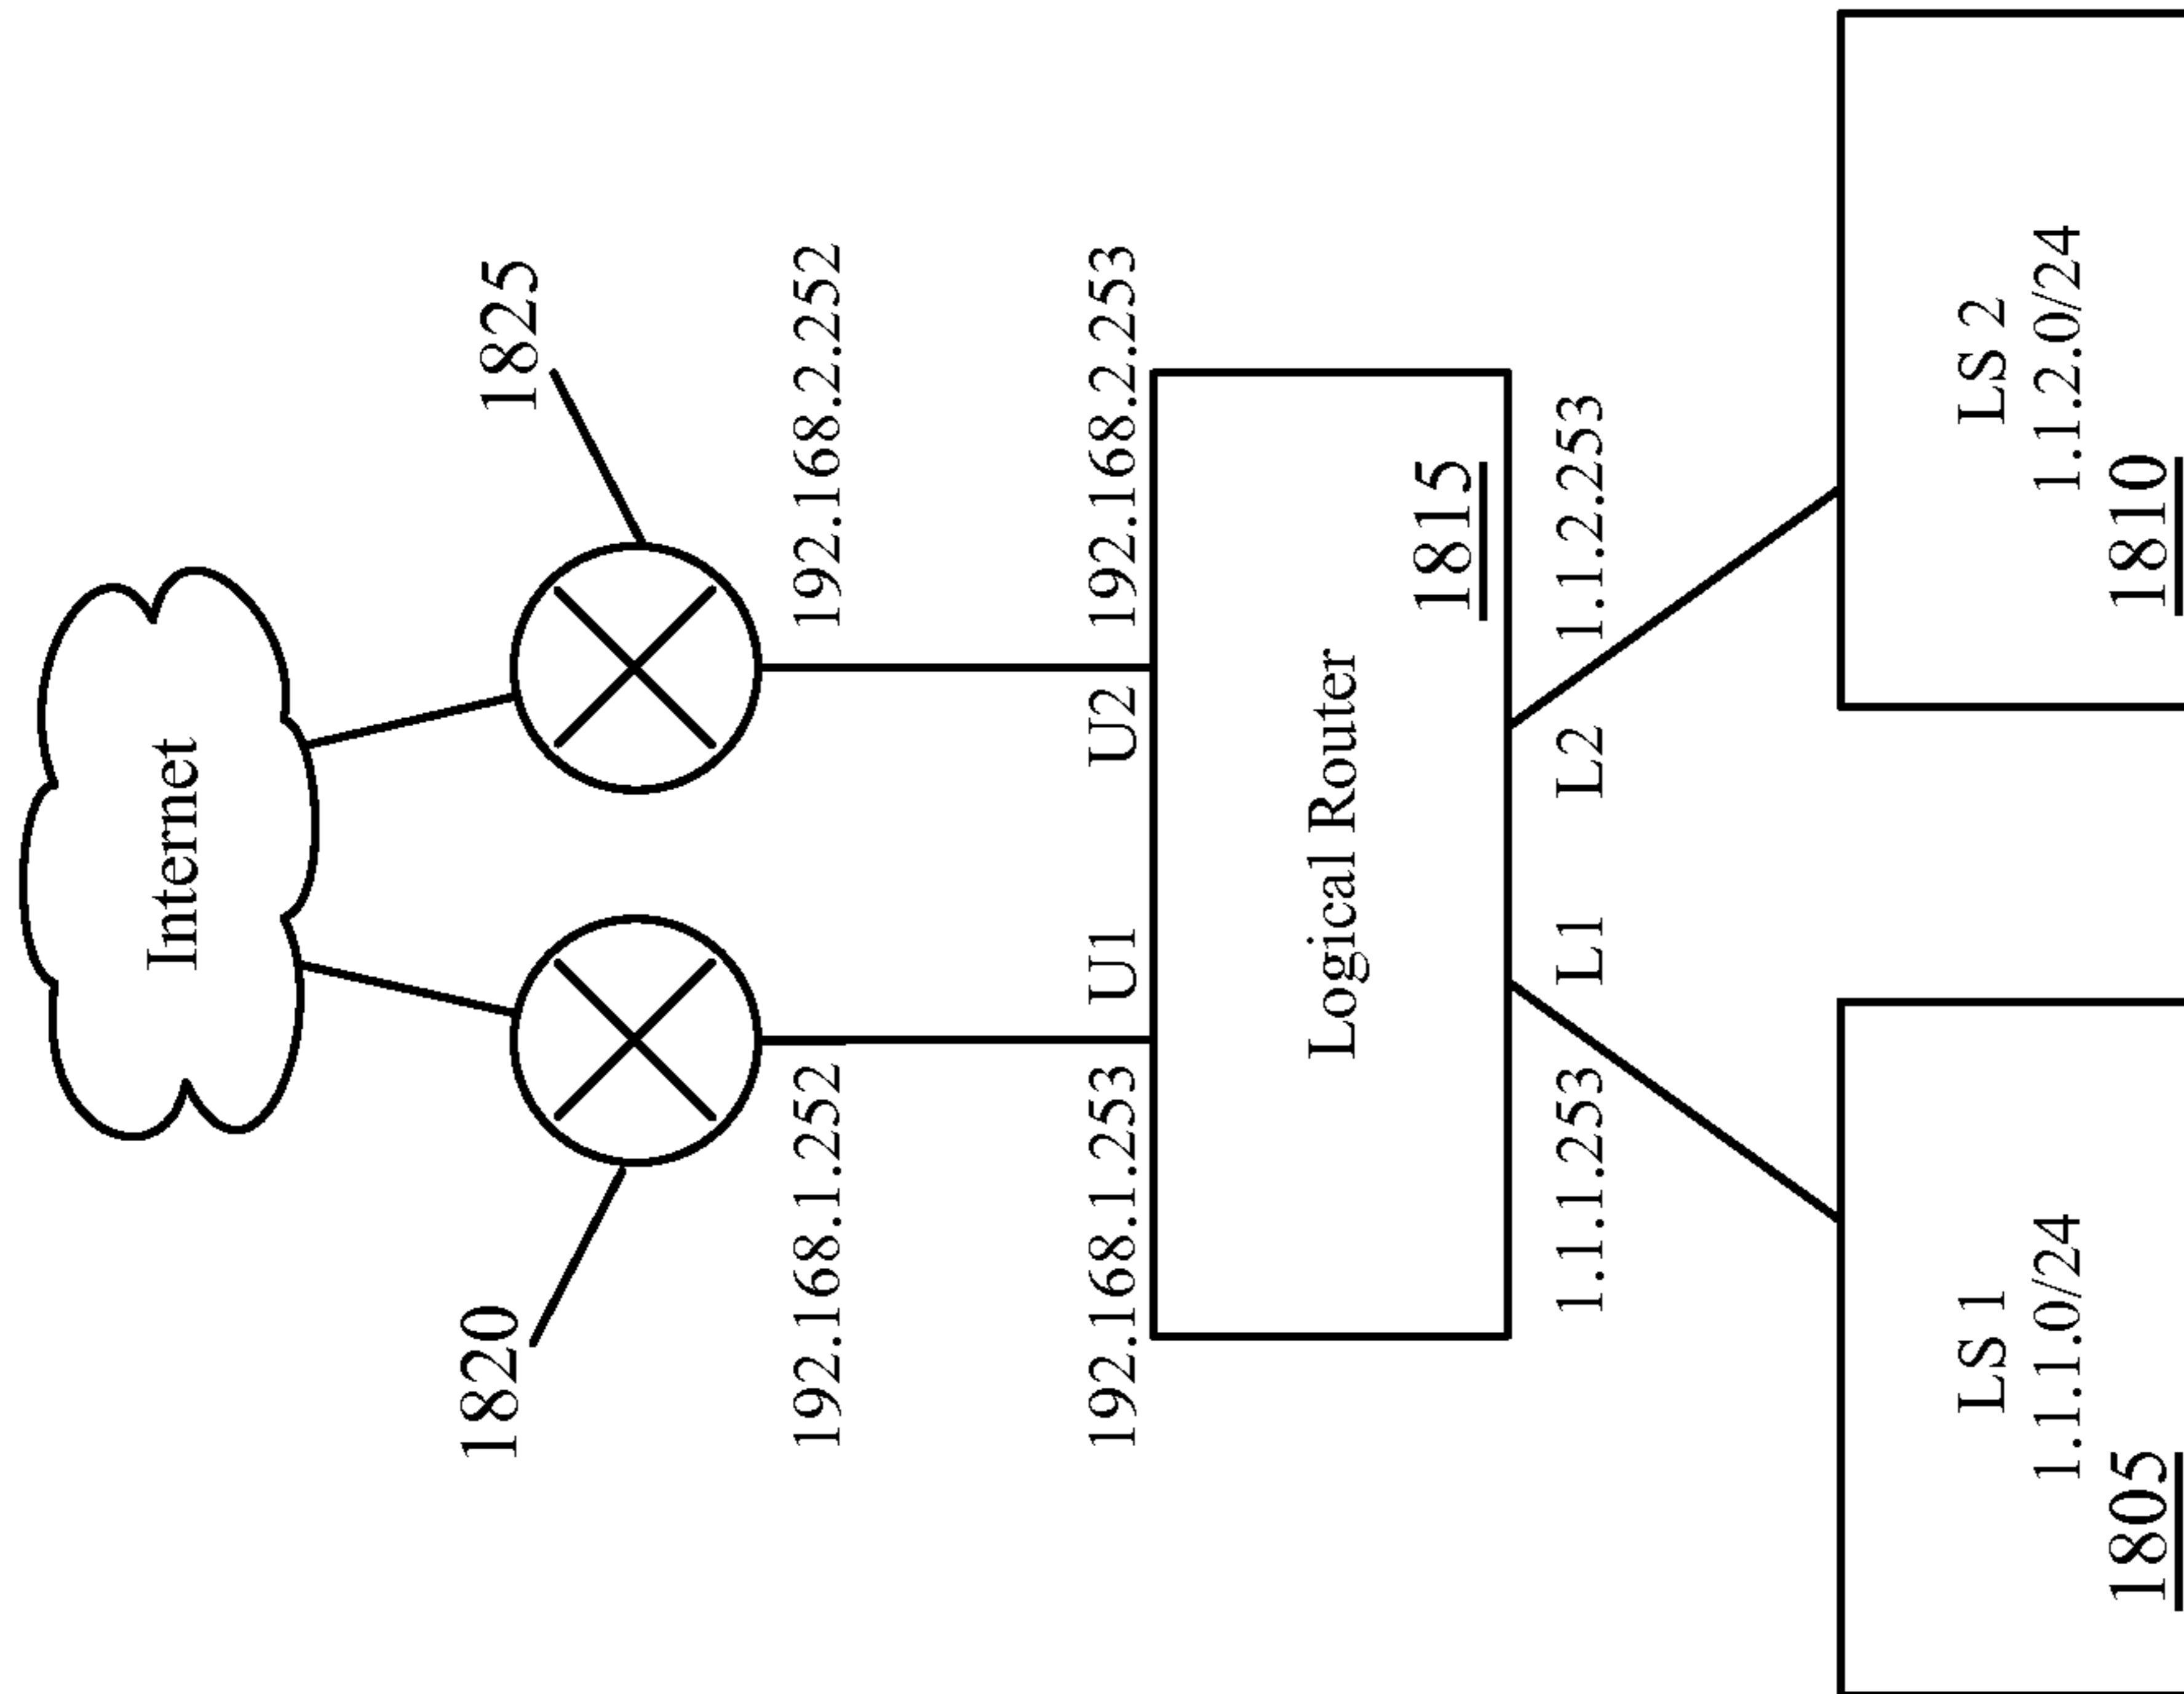 Internet
1820
1825
192.168.1.252
192.168.2.252
192.168.1.253
U1
U2
192.168.2.253
Logical Router
1815
1.1.1.253
L1
L2
1.1.2.253
LS 1
1.1.1.0/24
1805
LS 2
1.1.2.0/24
1810